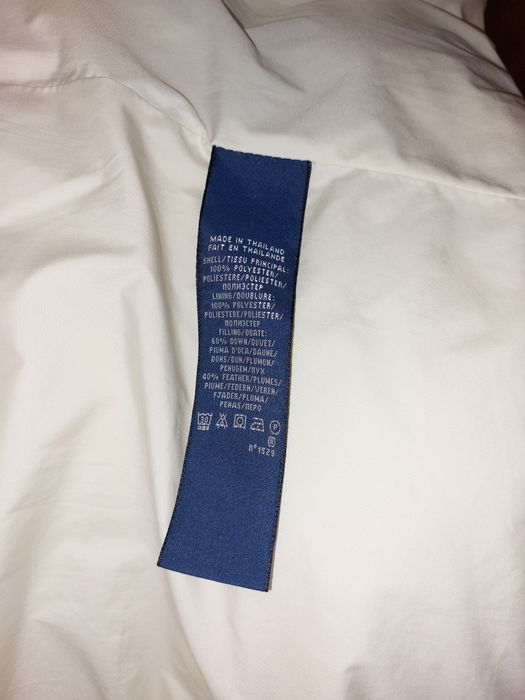 MADE IN THAILAND
FAIT EN THAILANDE
SHELL/TISSU PRINCIPAL:
100% POLYESTER/
POLIESTERE/POLIESTER/
ПОЛИЭСТЕР
LINING/DOUBLURE:
100% POLYESTER/
POLIESTERE/POLIESTER/
ПОЛИЭСТЕР
FILLING/OUATE:
60% DOWN/DUVET/
PIUMA D'OCA/DAUNE/
DONS/DUN/PLUMON/
PENUGEM/ПУХ
40% FEATHER/PLUMES/
PIUME/FEDERN/VEREN/
FJADER/PLUMA/
PENAS/ПЕРО
30 P
R
n°1529